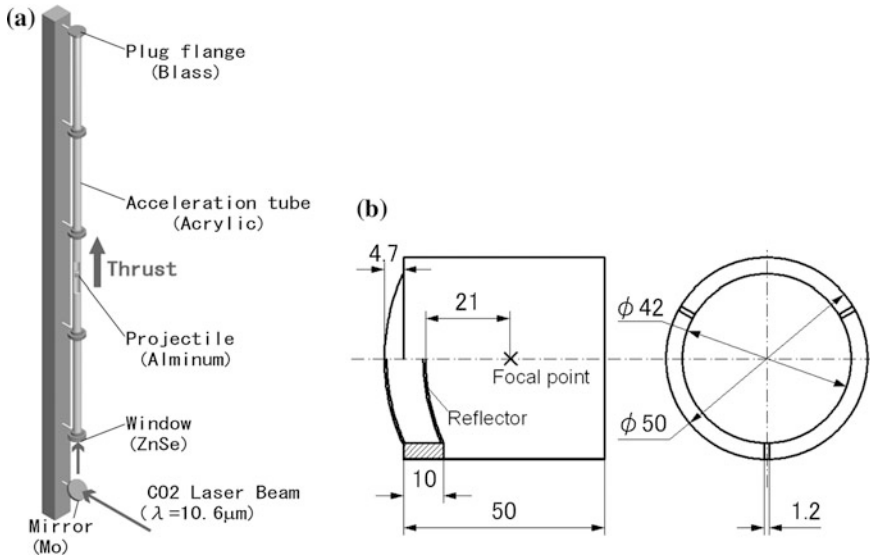 (a)
Plug flange
(Blass)
Acceleration tube
(Acrylic)
Thrust
Projectile
(Alminum)
Window
(ZnSe)
CO2 Laser Beam
(λ=10.6μm)
Mirror
(Mo)
(b)
4.7
21
Focal point
Reflector
10
50
φ42
φ50
1.2